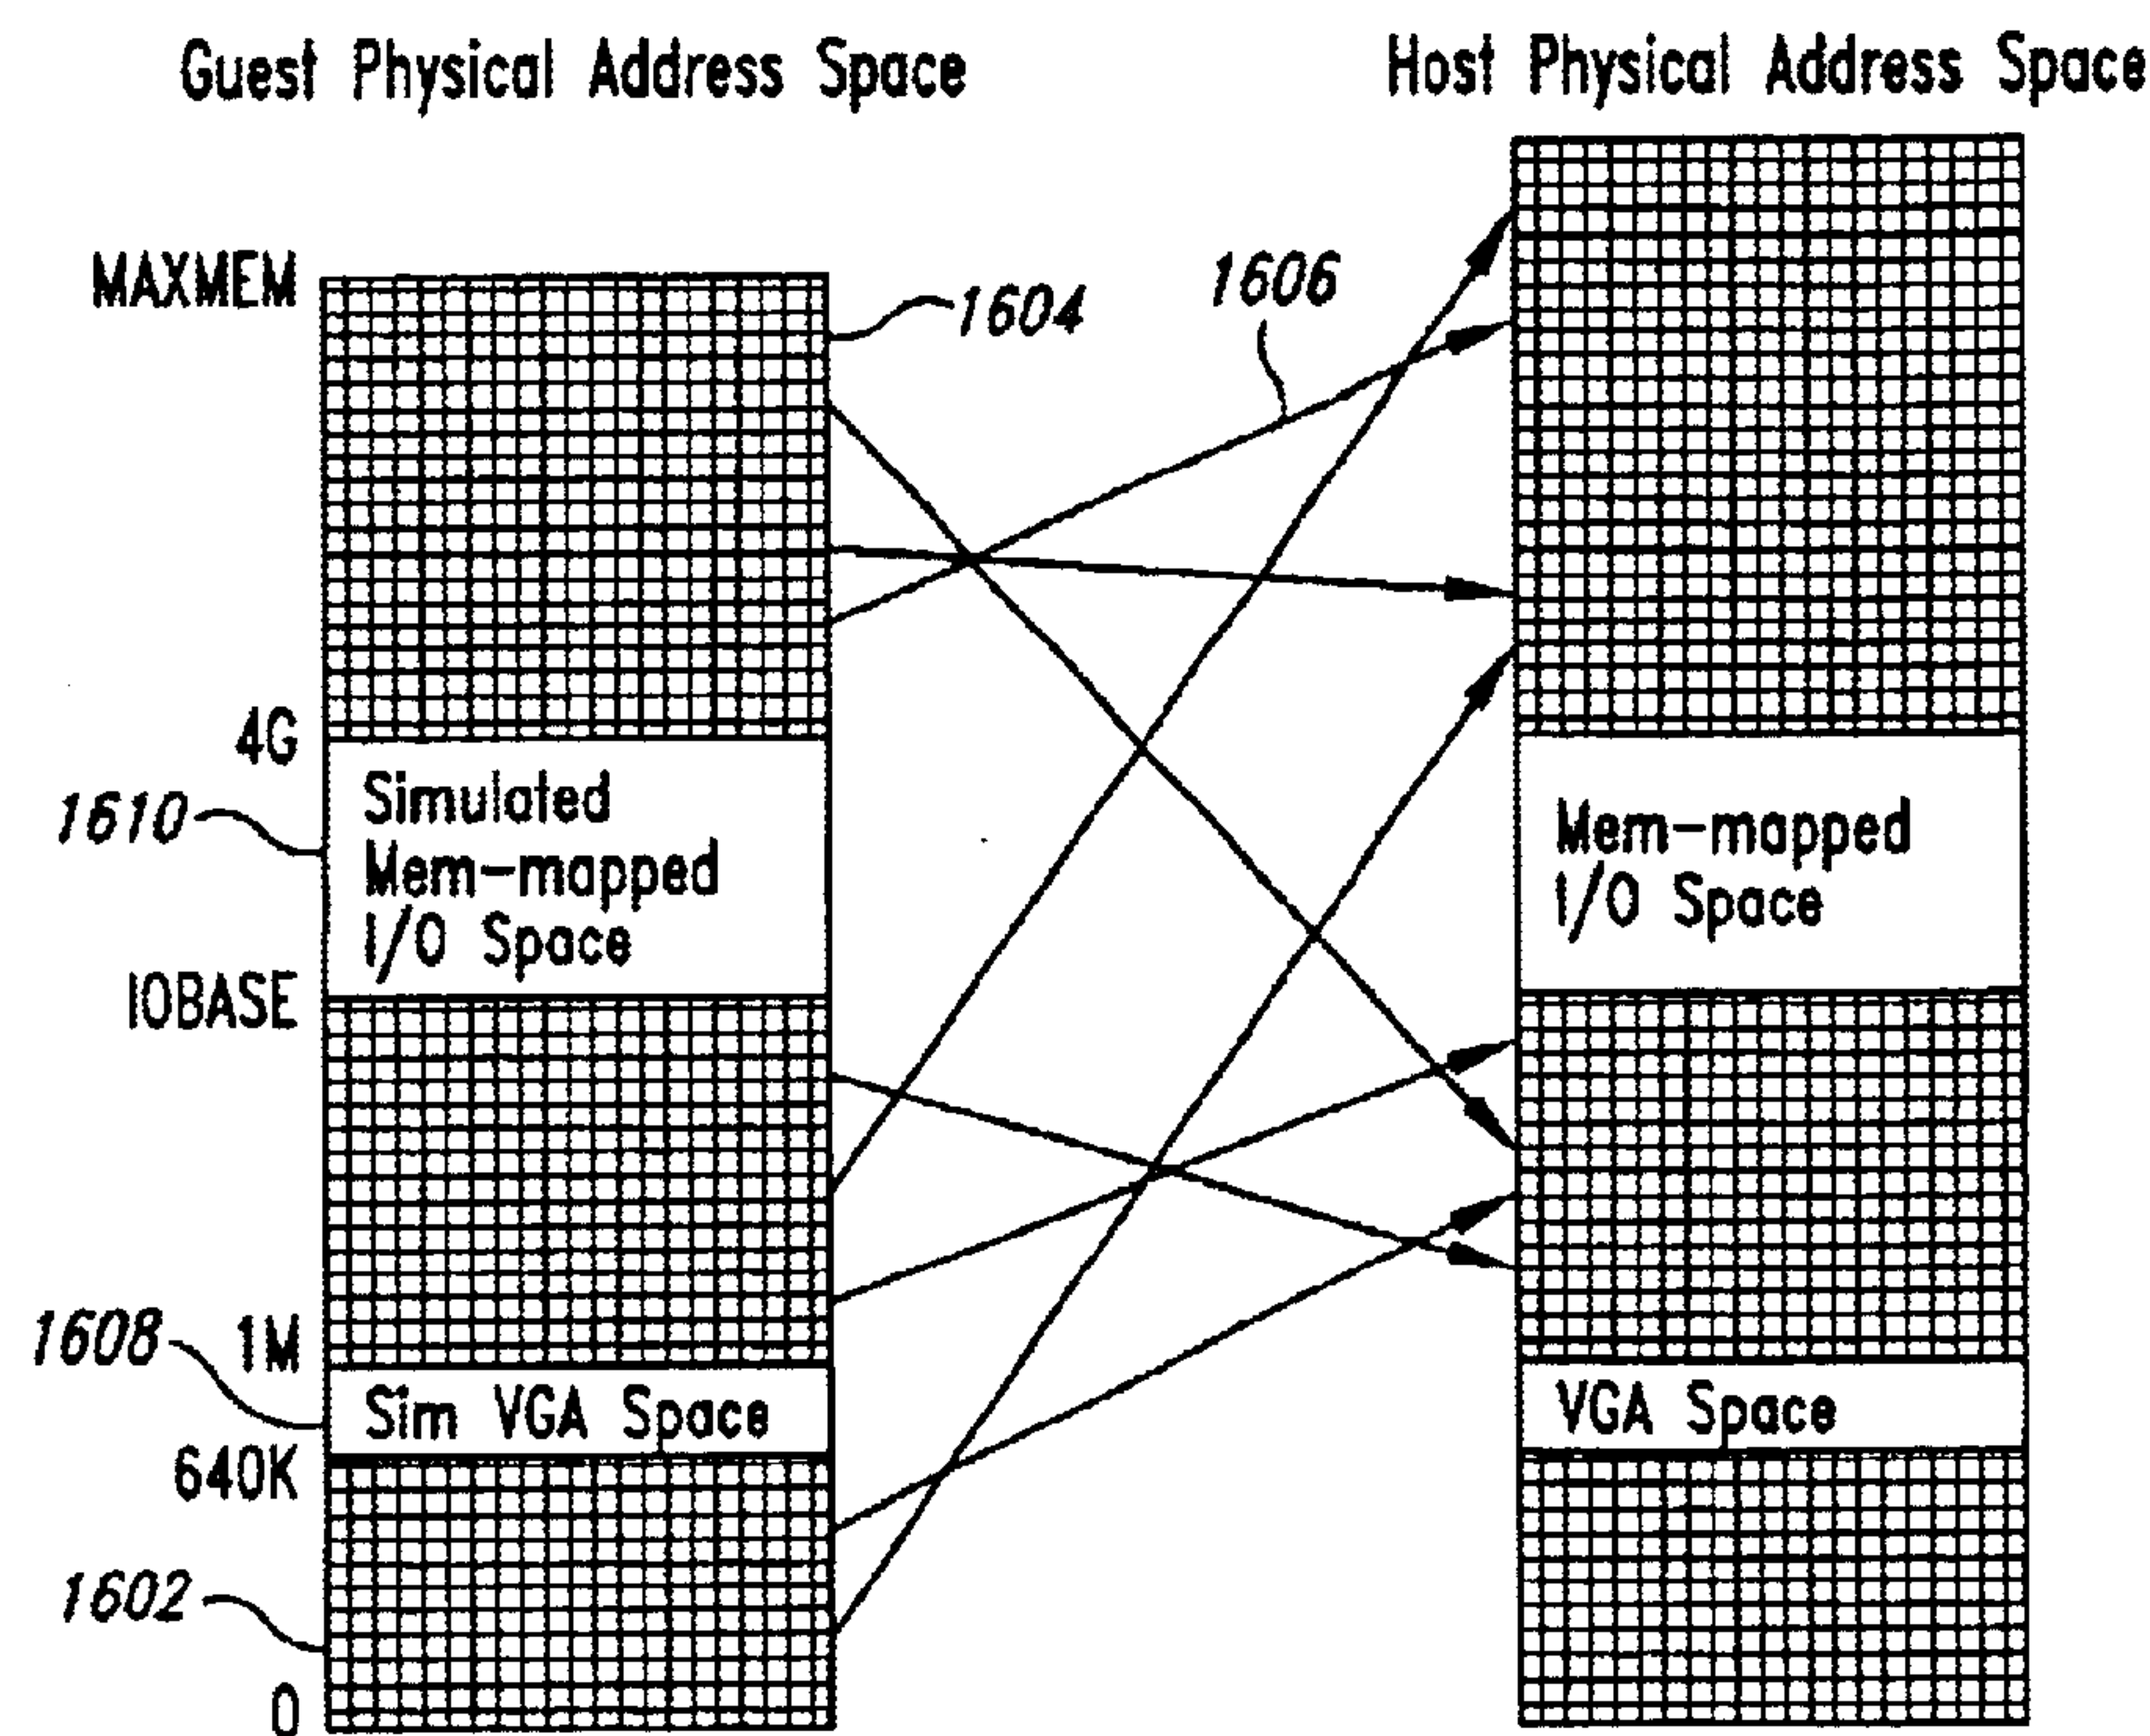 Guest Physical Address Space
Host Physical Address Space
MAXMEM
1604
1606
4G
1610
Simulated
Mem-mapped
I/O Space
Mem-mapped
I/O Space
IOBASE
1608
1M
Sim VGA Space
VGA Space
640K
1602
0